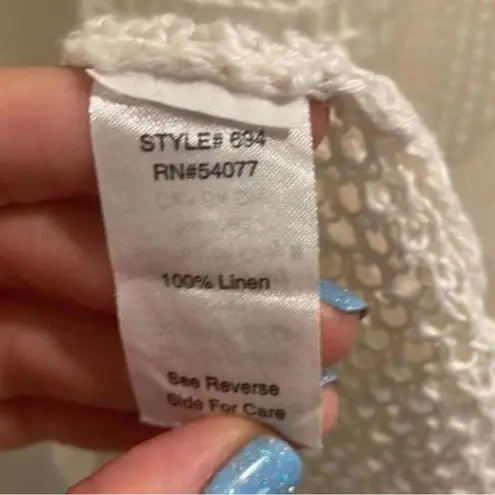 STYLE# 694
RN#54077
100% Linen
See Reverse
Side For Care